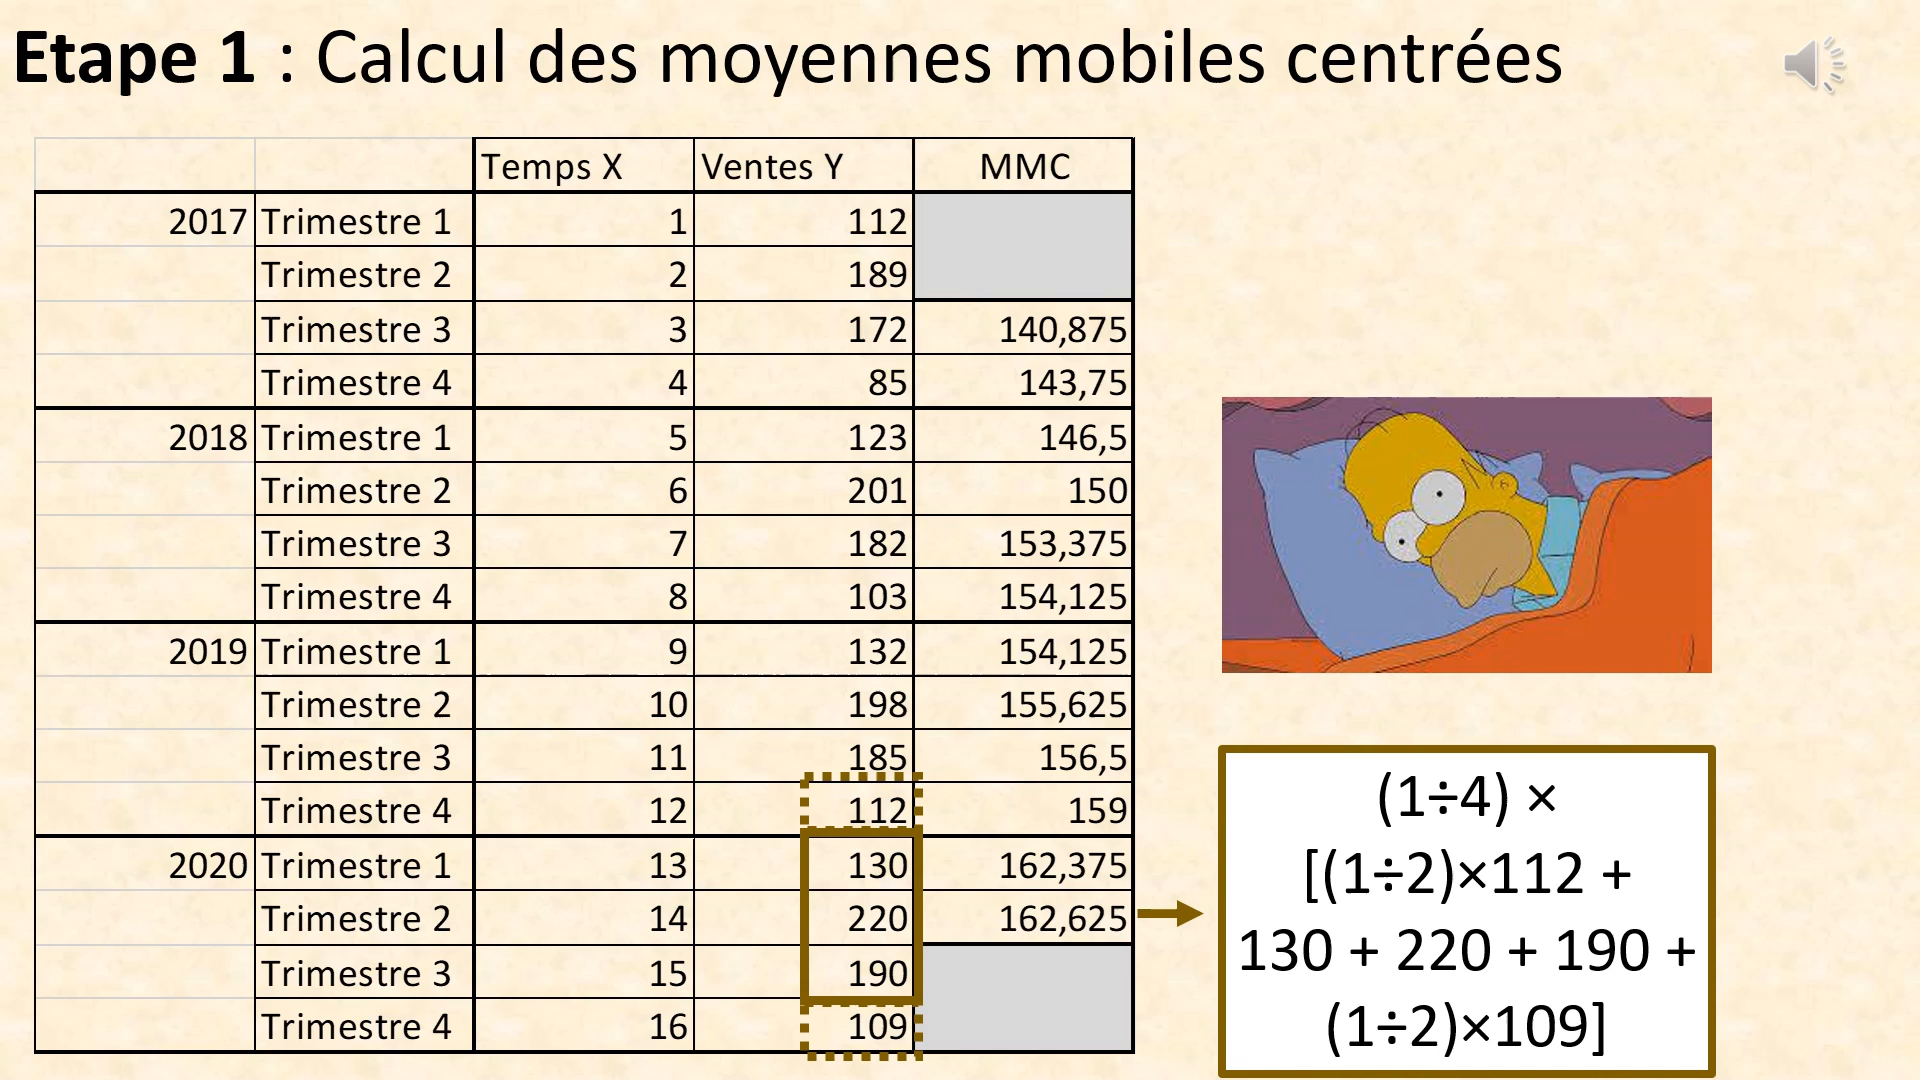 Etape 1 : Calcul des moyennes mobiles centrées
Temps X Ventes Y MMC
2017 Trimestre 1 1 112
Trimestre 2 2 189
Trimestre 3 3 172 140,875
Trimestre 4 4 85 143,75
2018 Trimestre 1 5 123 146,5
Trimestre 2 6 201 150
Trimestre 3 7 182 153,375
Trimestre 4 8 103 154,125
2019 Trimestre 1 9 132 154,125
Trimestre 2 10 198 155,625
Trimestre 3 11 185 156,5
Trimestre 4 12 112 159
2020 Trimestre 1 13 130 162,375
Trimestre 2 14 220 162,625
Trimestre 3 15 190
Trimestre 4 16 109
(1÷4) ×
[(1÷2)×112 +
130 + 220 + 190 +
(1÷2)×109]